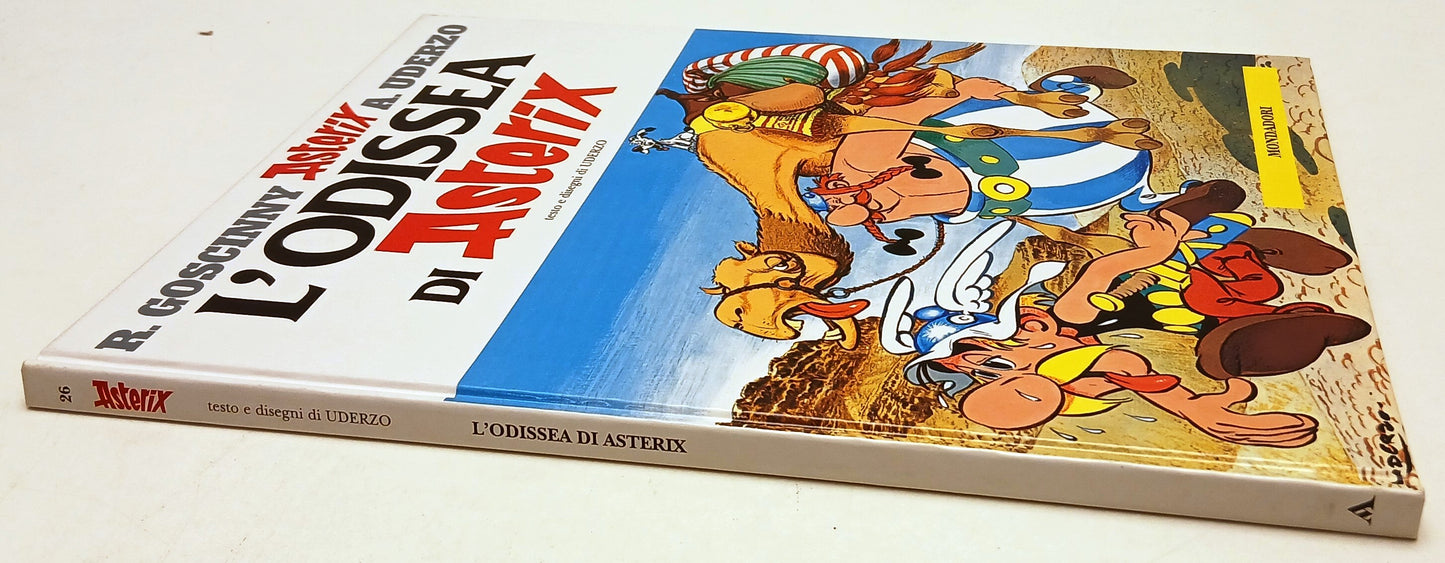 R. GOSCINNY Asterix A. UDERZO
L'ODISSEA
DI Asterix
testo e disegni di UDERZO
MONDADORI
UDERZO
26 Asterix testo e disegni di UDERZO L'ODISSEA DI ASTERIX